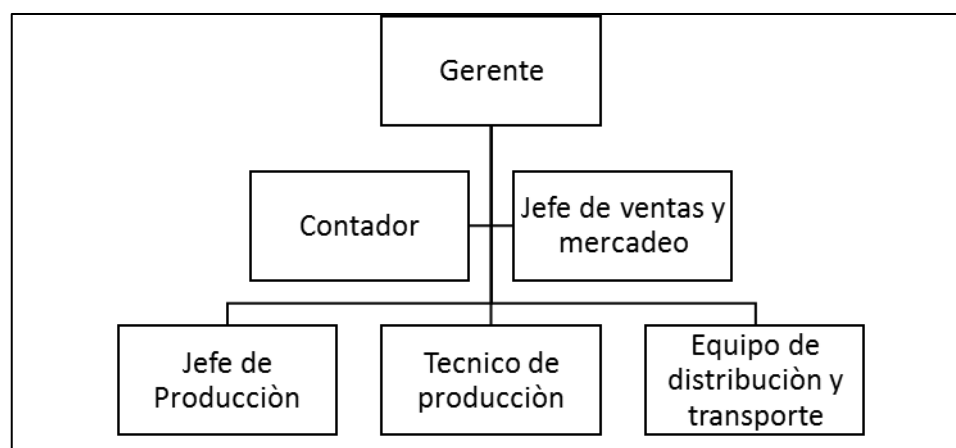 Gerente
Contador
Jefe de ventas y
mercadeo
Jefe de
Producciòn
Tecnico de
producciòn
Equipo de
distribuciòn y
transporte